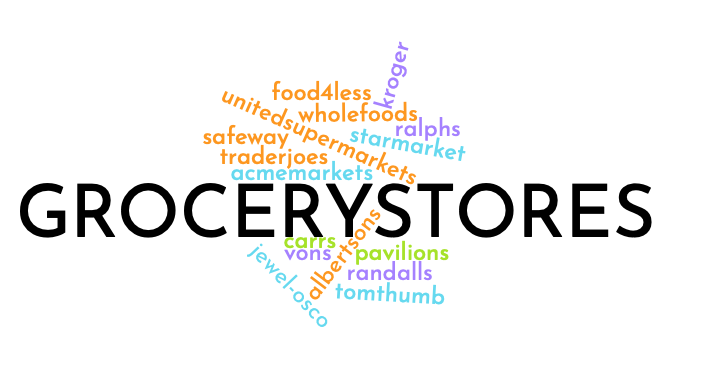 kroger
food4less
unitedsupermarkets
wholefoods
ralphs
safeway
starmarket
traderjoes
acmemarkets
GROCERYSTORES
albertsons
carrs
vons
pavilions
jewel-osco
randalls
tomthumb